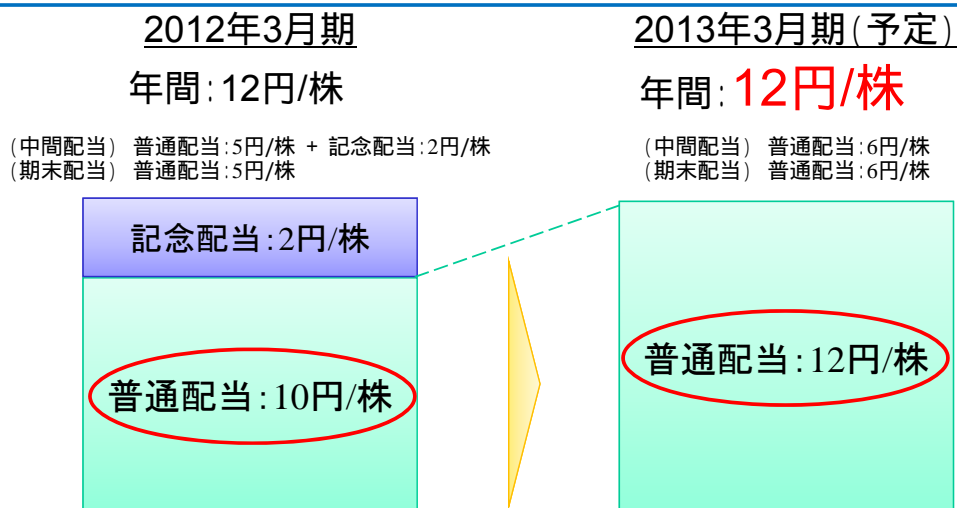 2012年3月期
年間:12円/株
(中間配当) 普通配当:5円/株 + 記念配当:2円/株
(期末配当) 普通配当:5円/株
記念配当:2円/株
普通配当:10円/株
2013年3月期(予定)
年間:12円/株
(中間配当) 普通配当:6円/株
(期末配当) 普通配当:6円/株
普通配当:12円/株